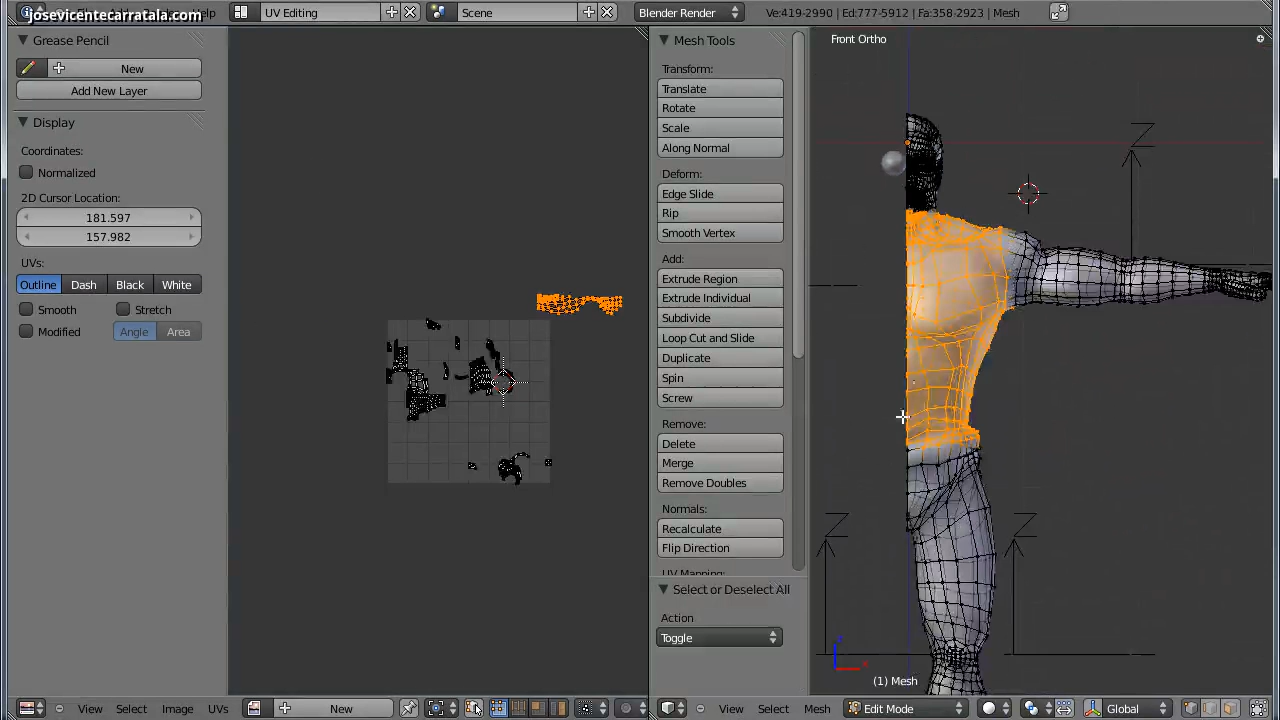 josevicentecarratala.com
Help
UV Editing
Scene
Blender Render
Ve:419-2990 | Ed:777-5912 | Fa:358-2923 | Mesh
Grease Pencil
New
Add New Layer
Display
Coordinates:
Normalized
2D Cursor Location:
181.597
157.982
UVs:
Outline
Dash
Black
White
Smooth
Stretch
Modified
Angle
Area
Mesh Tools
Transform:
Translate
Rotate
Scale
Along Normal
Deform:
Edge Slide
Rip
Smooth Vertex
Add:
Extrude Region
Extrude Individual
Subdivide
Loop Cut and Slide
Duplicate
Spin
Screw
Remove:
Delete
Merge
Remove Doubles
Normals:
Recalculate
Flip Direction
UV Mapping:
Select or Deselect All
Action
Toggle
Front Ortho
Z
Z
Z
z
x
(1) Mesh
View
Select
Image
UVs
New
View
Select
Mesh
Edit Mode
Global